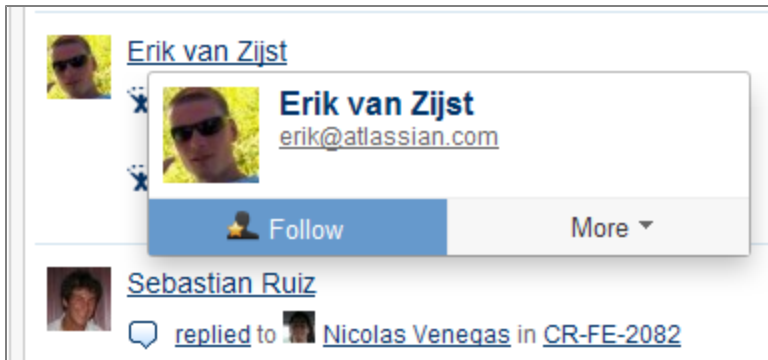 Erik van Zijst
Erik van Zijst
erik@atlassian.com
Follow
More
Sebastian Ruiz
replied to Nicolas Venegas in CR-FE-2082